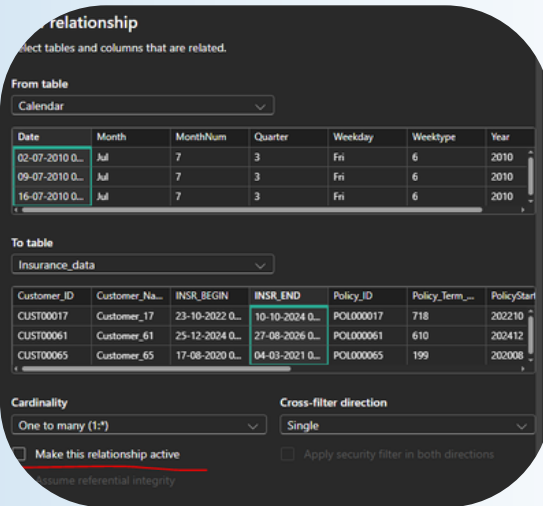 relationship
elect tables and columns that are related.
From table
Calendar
Date Month MonthNum Quarter Weekday Weektype Year
02-07-2010 0... Jul 7 3 Fri 6 2010
09-07-2010 0... Jul 7 3 Fri 6 2010
16-07-2010 0... Jul 7 3 Fri 6 2010
To table
Insurance_data
Customer_ID Customer_Na... INSR_BEGIN INSR_END Policy_ID Policy_Term_... PolicyStart
CUST00017 Customer_17 23-10-2022 0... 10-10-2024 0... POL000017 718 202210
CUST00061 Customer_61 25-12-2024 0... 27-08-2026 0... POL000061 610 202412
CUST00065 Customer_65 17-08-2020 0... 04-03-2021 0... POL000065 199 202008
Cardinality Cross-filter direction
One to many (1:*) Single
Make this relationship active Apply security filter in both directions
Assume referential integrity